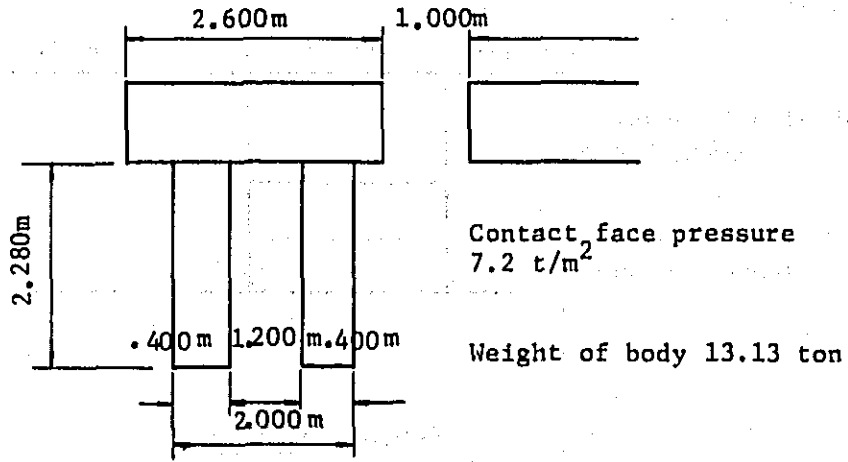 2.600m 1.000m
2.280m
Contact face pressure
7.2 t/m²
.400m 1.200m .400m
Weight of body 13.13 ton
2.000m